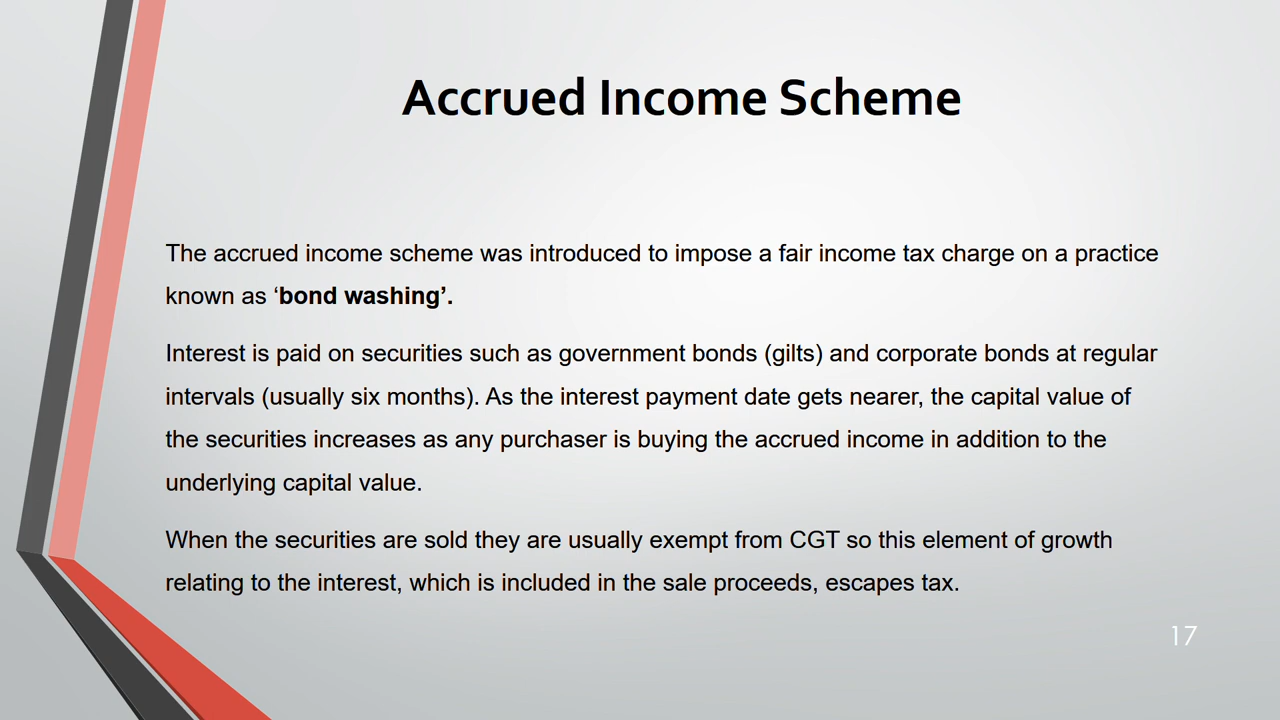 Accrued Income Scheme
The accrued income scheme was introduced to impose a fair income tax charge on a practice
known as ‘bond washing’.
Interest is paid on securities such as government bonds (gilts) and corporate bonds at regular
intervals (usually six months). As the interest payment date gets nearer, the capital value of
the securities increases as any purchaser is buying the accrued income in addition to the
underlying capital value.
When the securities are sold they are usually exempt from CGT so this element of growth
relating to the interest, which is included in the sale proceeds, escapes tax.
17